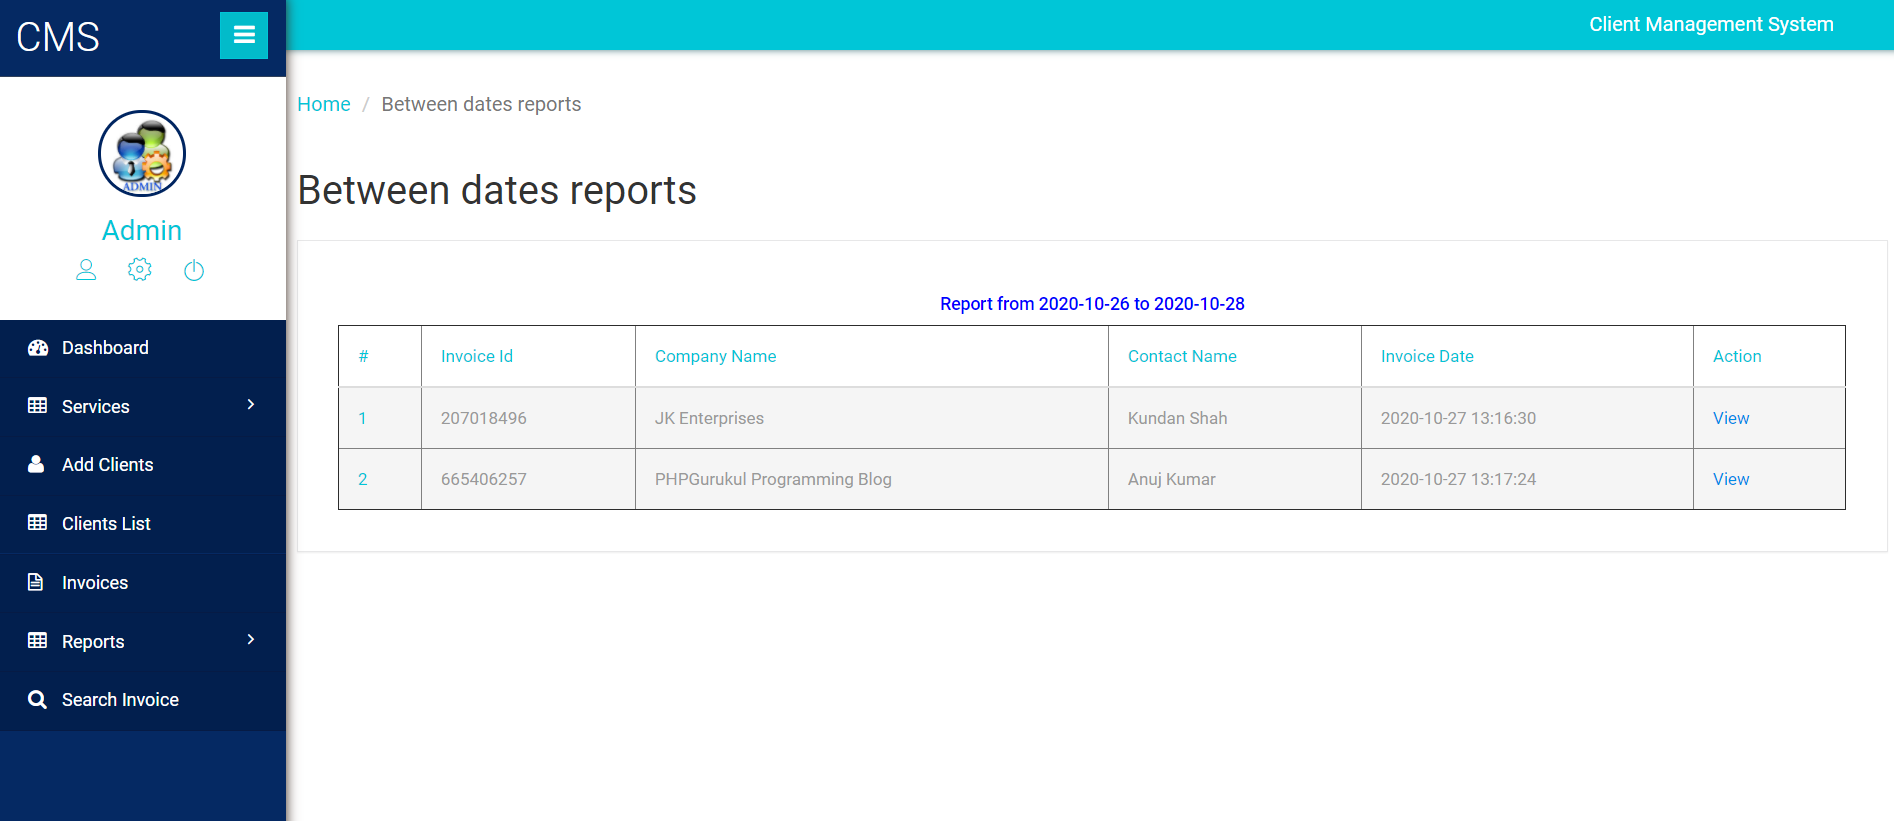 CMS
Client Management System
ADMIN
Admin
Dashboard
Services
Add Clients
Clients List
Invoices
Reports
Search Invoice
Home / Between dates reports
Between dates reports
Report from 2020-10-26 to 2020-10-28
# Invoice Id Company Name Contact Name Invoice Date Action
1 207018496 JK Enterprises Kundan Shah 2020-10-27 13:16:30 View
2 665406257 PHPGurukul Programming Blog Anuj Kumar 2020-10-27 13:17:24 View